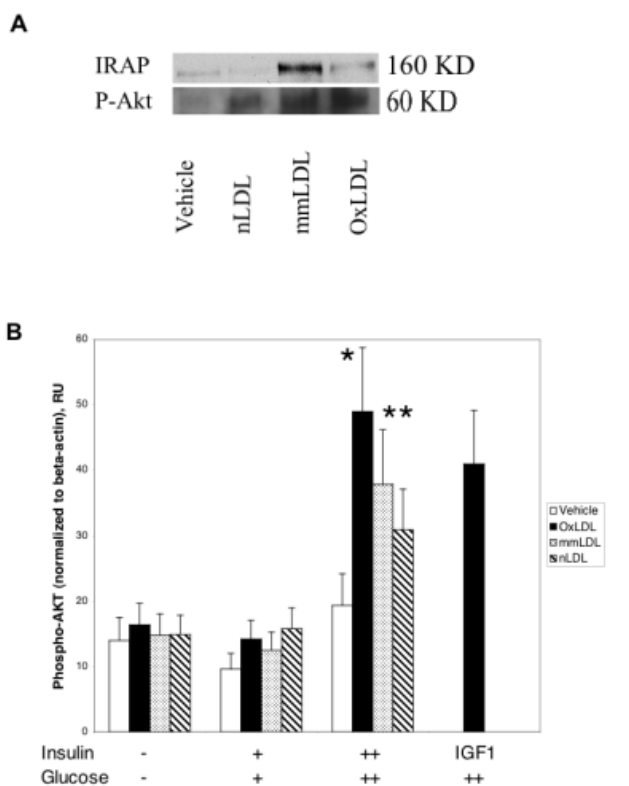 A
IRAP 160 KD
P-Akt 60 KD
Vehicle
nLDL
mmLDL
OxLDL
B
Phospho-AKT (normalized to beta-actin), RU
60
50
40
30
20
10
0
*
**
Vehicle
OxLDL
mmLDL
nLDL
Insulin - + ++ IGF1
Glucose - + ++ ++